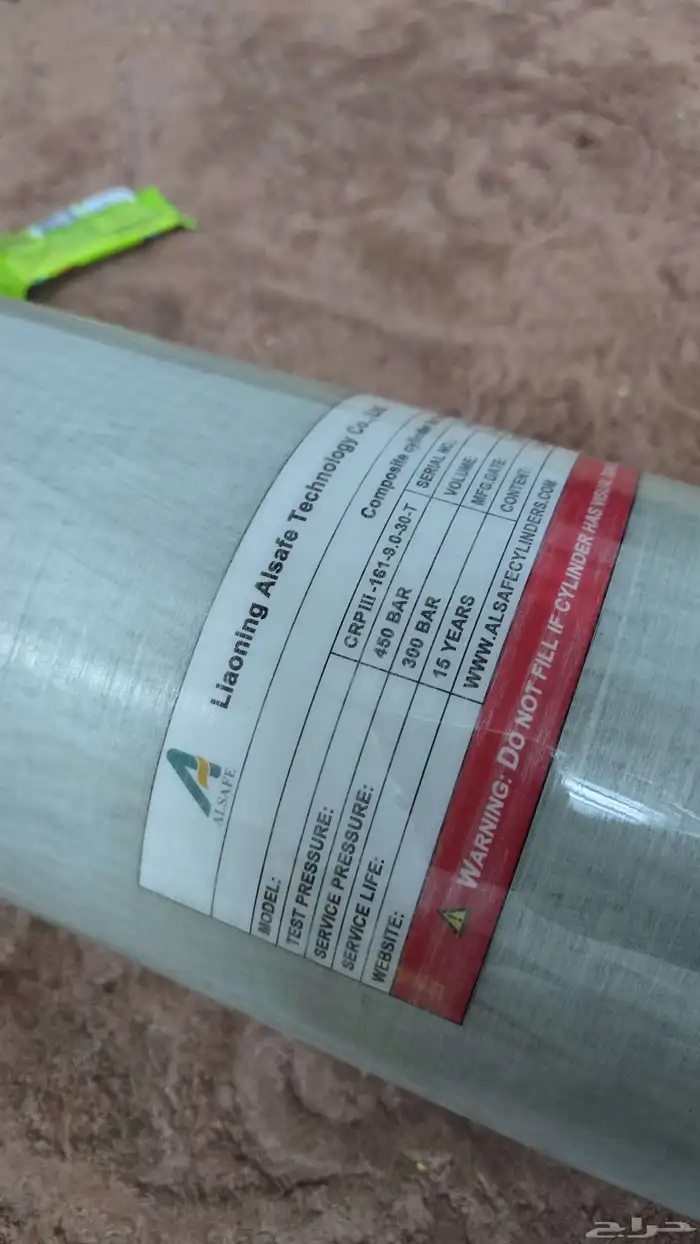 Liaoning Alsafe Technology Co., Ltd
ALSAFE
Composite cylinder
MODEL: CRPIII-161-9.0-30-T SERIAL NO.
TEST PRESSURE: 450 BAR VOLUME
SERVICE PRESSURE: 300 BAR MFG.DATE
SERVICE LIFE: 15 YEARS CONTENT
WEBSITE: WWW.ALSAFECYLINDERS.COM
WARNING: DO NOT FILL IF CYLINDER HAS
حراج